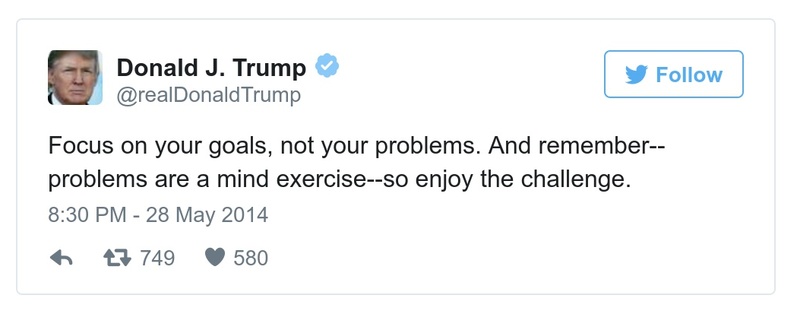 Donald J. Trump
@realDonaldTrump
Follow
Focus on your goals, not your problems. And remember--
problems are a mind exercise--so enjoy the challenge.
8:30 PM - 28 May 2014
749 580